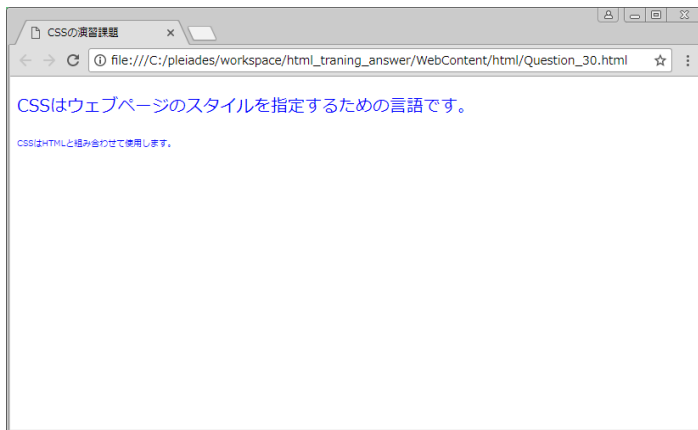 CSSの演習課題
file:///C:/pleiades/workspace/html_traning_answer/WebContent/html/Question_30.html
CSSはウェブページのスタイルを指定するための言語です。
CSSはHTMLと組み合わせて使用します。